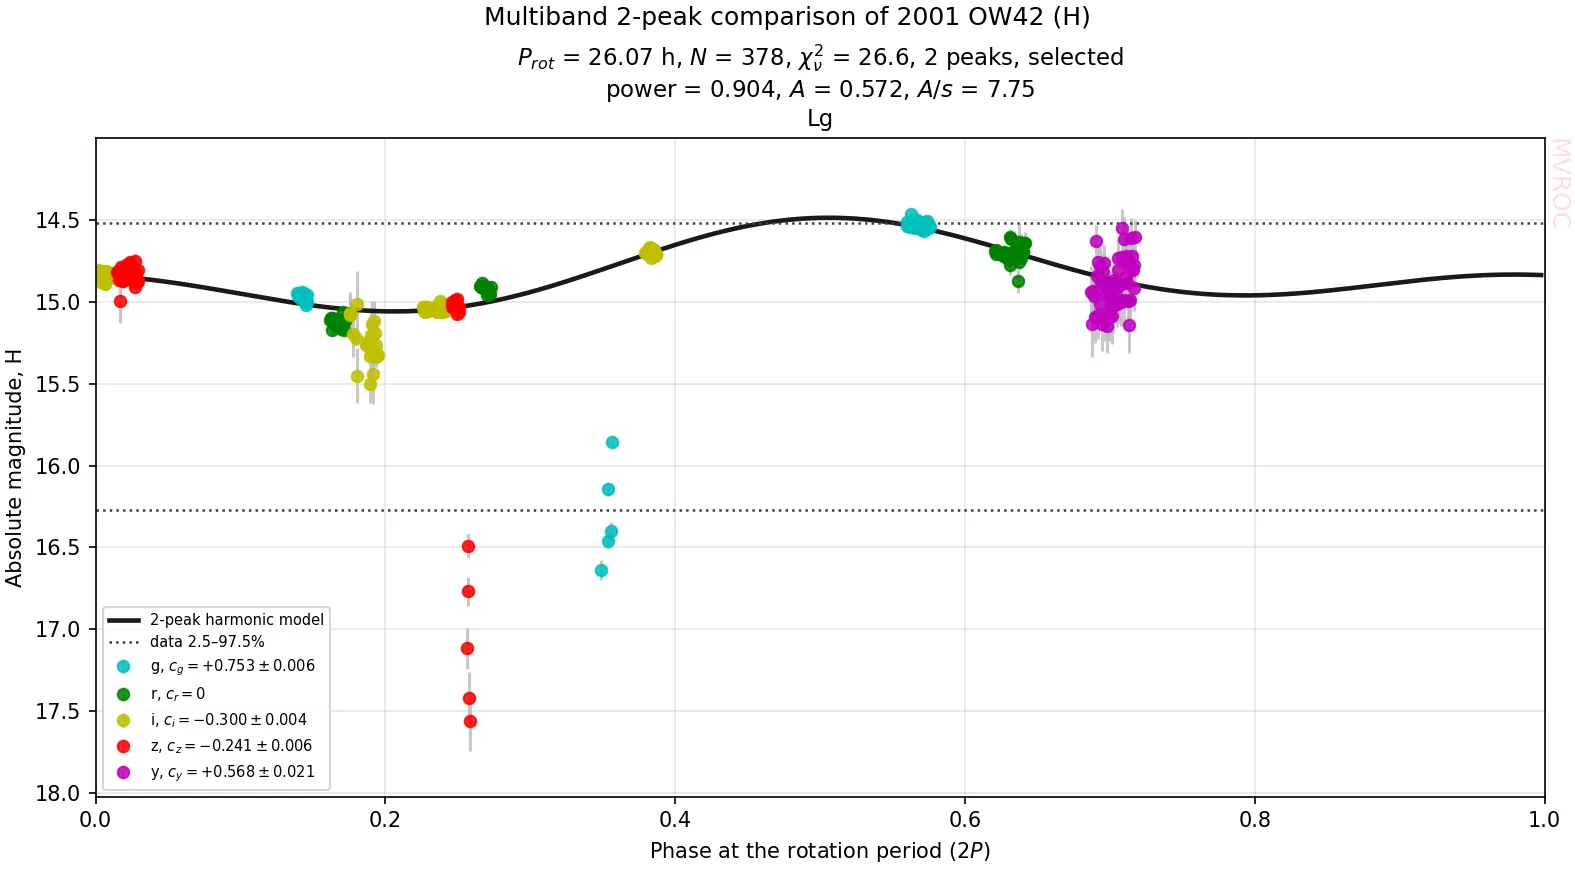 Multiband 2-peak comparison of 2001 OW42 (H)
P_rot = 26.07 h, N = 378, χ²_ν = 26.6, 2 peaks, selected
power = 0.904, A = 0.572, A/s = 7.75
Lg
MVROC
14.5
15.0
15.5
16.0
16.5
17.0
17.5
18.0
Absolute magnitude, H
2-peak harmonic model
data 2.5–97.5%
g, c_g = +0.753 ± 0.006
r, c_r = 0
i, c_i = −0.300 ± 0.004
z, c_z = −0.241 ± 0.006
y, c_y = +0.568 ± 0.021
0.0 0.2 0.4 0.6 0.8 1.0
Phase at the rotation period (2P)